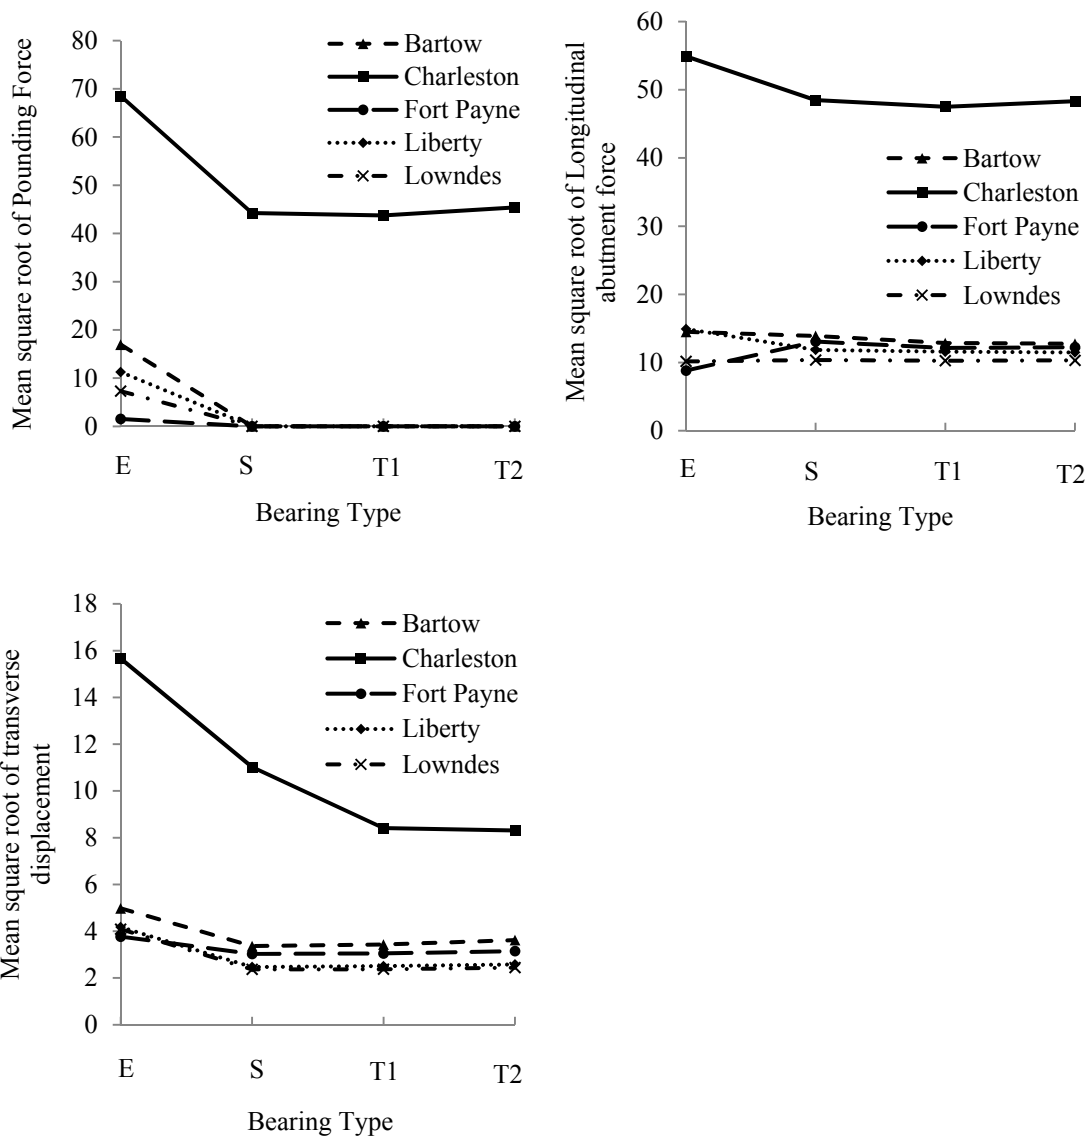 Mean square root of Pounding Force
80
70
60
50
40
30
20
10
0
Bartow
Charleston
Fort Payne
Liberty
Lowndes
E S T1 T2
Bearing Type
Mean square root of Longitudinal
abutment force
60
50
40
30
20
10
0
Bartow
Charleston
Fort Payne
Liberty
Lowndes
E S T1 T2
Bearing Type
Mean square root of transverse
displacement
18
16
14
12
10
8
6
4
2
0
Bartow
Charleston
Fort Payne
Liberty
Lowndes
E S T1 T2
Bearing Type